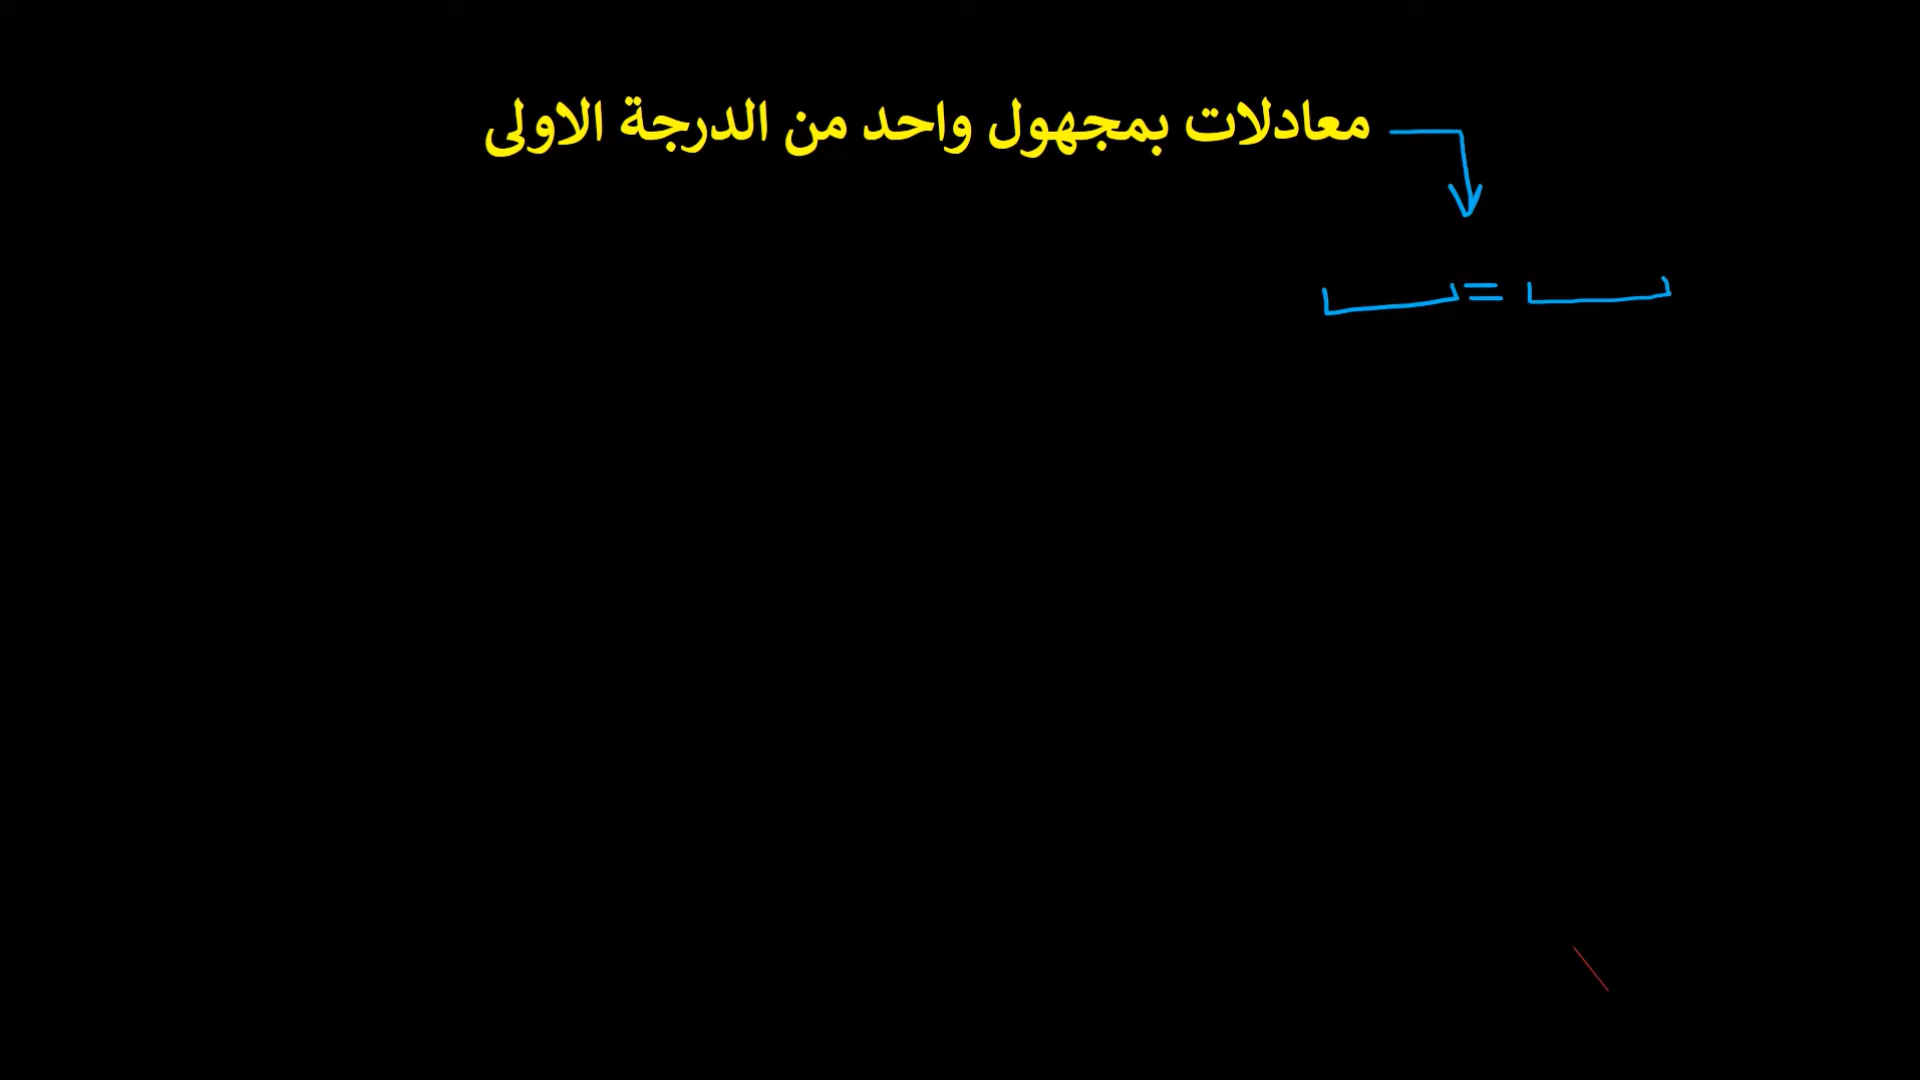 معادلات بمجهول واحد من الدرجة الاولى
=